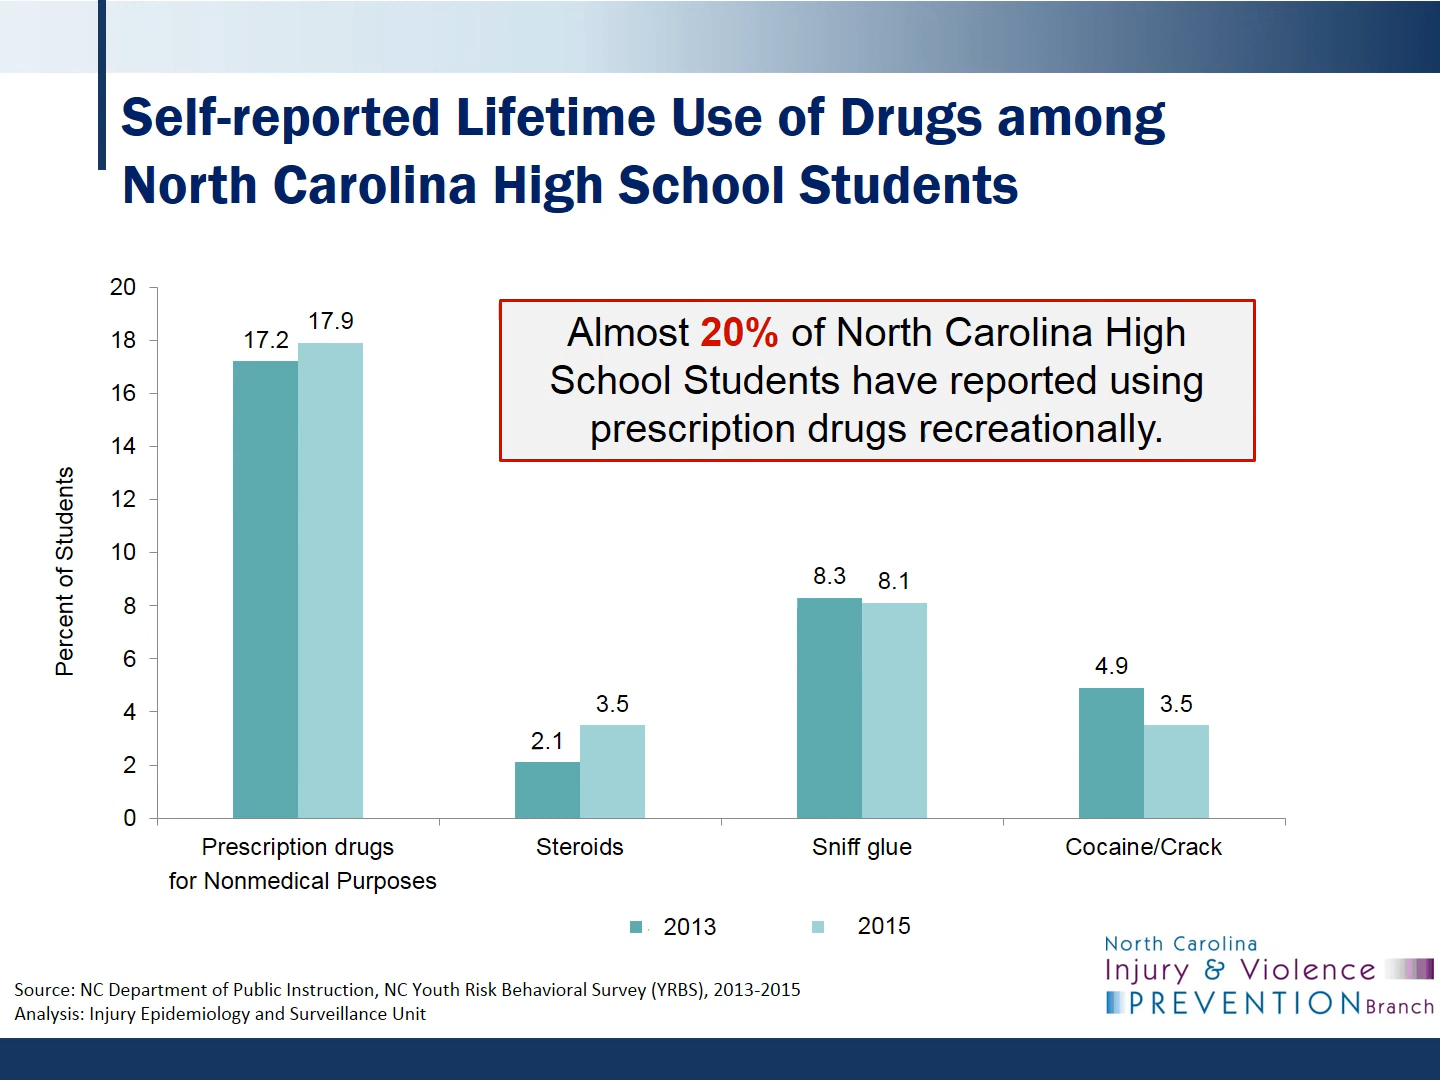 Self-reported Lifetime Use of Drugs among
North Carolina High School Students
Almost 20% of North Carolina High
School Students have reported using
prescription drugs recreationally.
Percent of Students
20
18
16
14
12
10
8
6
4
2
0
17.2
17.9
2.1
3.5
8.3
8.1
4.9
3.5
Prescription drugs
for Nonmedical Purposes
Steroids
Sniff glue
Cocaine/Crack
2013
2015
Source: NC Department of Public Instruction, NC Youth Risk Behavioral Survey (YRBS), 2013-2015
Analysis: Injury Epidemiology and Surveillance Unit
North Carolina
Injury & Violence
PREVENTION Branch